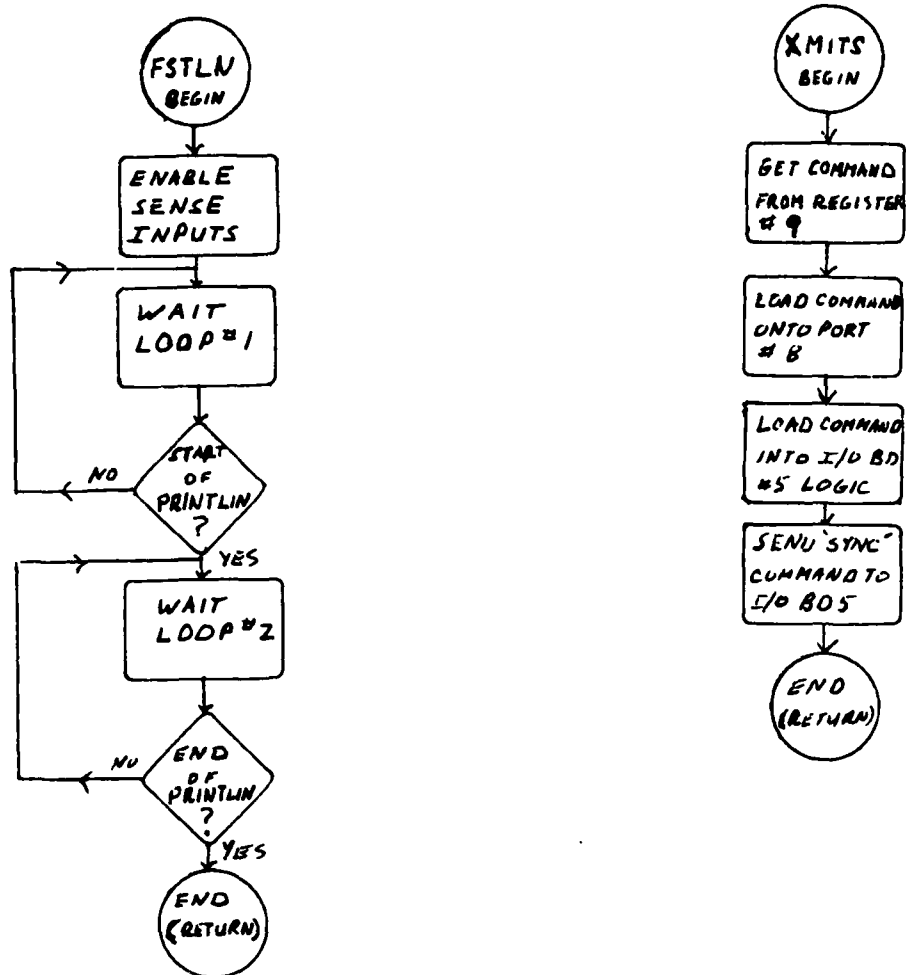 FSTLN
BEGIN
ENABLE
SENSE
INPUTS
WAIT
LOOP #1
START
OF
PRINTLIN
?
NO
YES
WAIT
LOOP #2
END
OF
PRINTLIN
?
NO
YES
END
(RETURN)
XMITS
BEGIN
GET COMMAND
FROM REGISTER
# 9
LOAD COMMAND
ONTO PORT
# 8
LOAD COMMAND
INTO I/O BD
#5 LOGIC
SEND "SYNC"
COMMAND TO
I/O BD5
END
(RETURN)